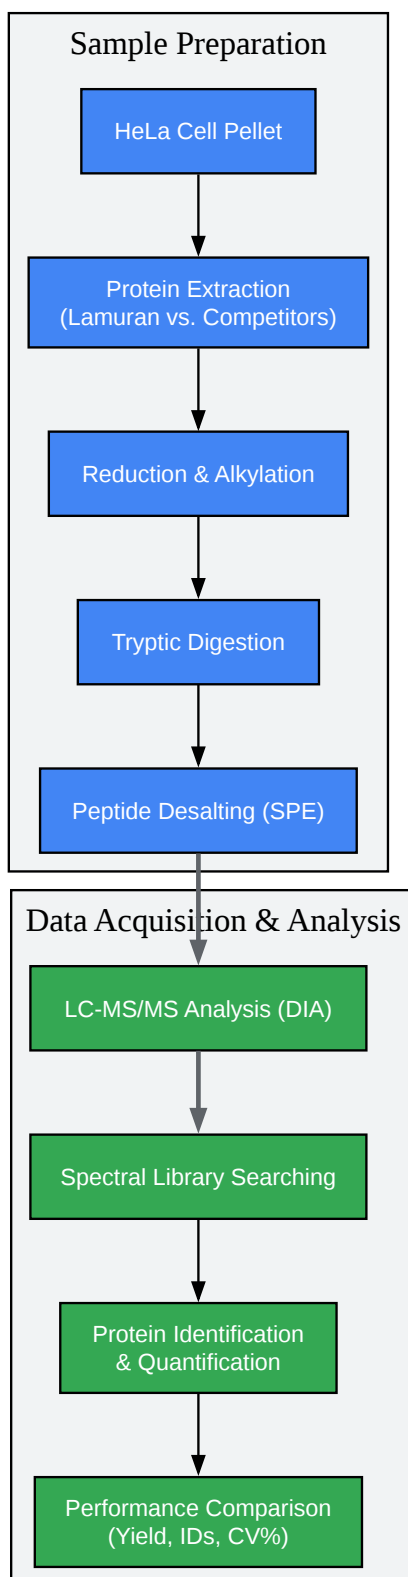 Sample Preparation
HeLa Cell Pellet
Protein Extraction
(Lamuran vs. Competitors)
Reduction & Alkylation
Tryptic Digestion
Peptide Desalting (SPE)
Data Acquisition & Analysis
LC-MS/MS Analysis (DIA)
Spectral Library Searching
Protein Identification
& Quantification
Performance Comparison
(Yield, IDs, CV%)